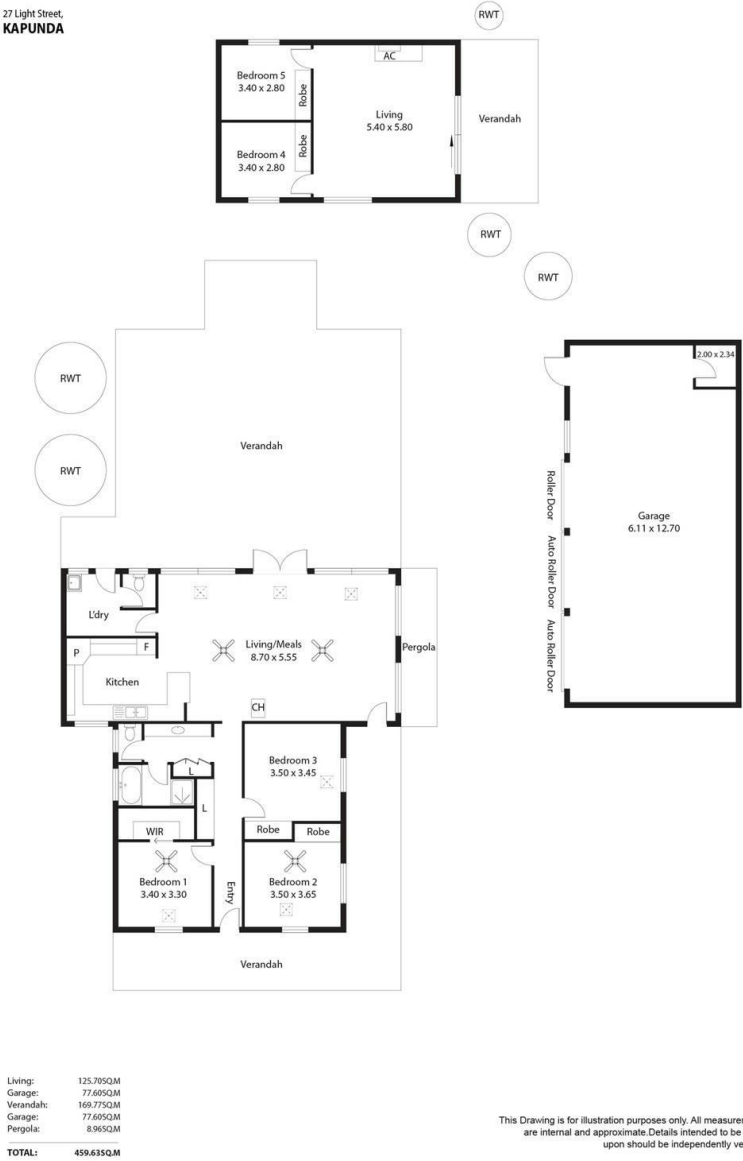 27 Light Street,
KAPUNDA
RWT
Bedroom 5
3.40 x 2.80
Robe
AC
Living
5.40 x 5.80
Verandah
Bedroom 4
3.40 x 2.80
Robe
RWT
RWT
RWT
RWT
Verandah
2.00 x 2.34
Garage
6.11 x 12.70
Roller Door
Auto Roller Door
Auto Roller Door
L'dry
P
F
Kitchen
Living/Meals
8.70 x 5.55
Pergola
CH
L
L
Bedroom 3
3.50 x 3.45
Robe
Robe
WIR
Bedroom 1
3.40 x 3.30
Entry
Bedroom 2
3.50 x 3.65
Verandah
Living: 125.70SQ.M
Garage: 77.60SQ.M
Verandah: 169.77SQ.M
Garage: 77.60SQ.M
Pergola: 8.96SQ.M
TOTAL: 459.63SQ.M
This Drawing is for illustration purposes only. All measurer
are internal and approximate.Details intended to be
upon should be independently ve